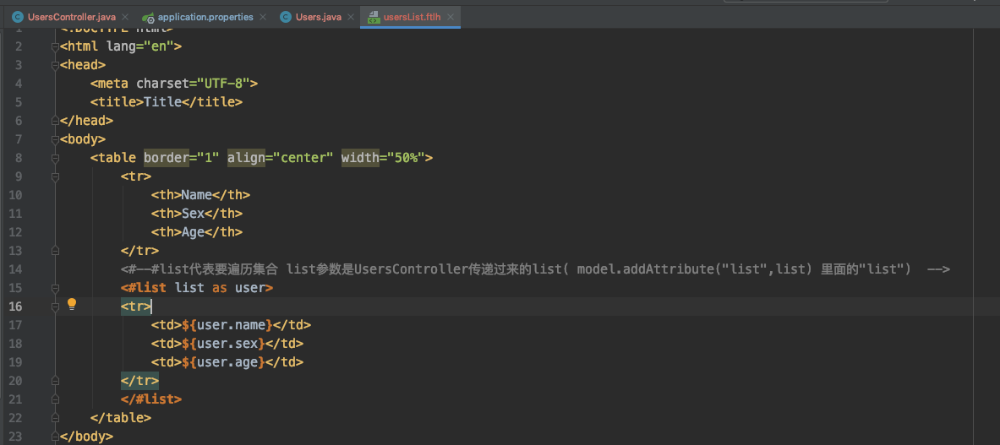 UsersController.java application.properties Users.java usersList.ftlh
1 <!DOCTYPE html>
2 <html lang="en">
3 <head>
4 <meta charset="UTF-8">
5 <title>Title</title>
6 </head>
7 <body>
8 <table border="1" align="center" width="50%">
9 <tr>
10 <th>Name</th>
11 <th>Sex</th>
12 <th>Age</th>
13 </tr>
14 <#--#list代表要遍历集合 list参数是UsersController传递过来的list( model.addAttribute("list",list) 里面的"list") -->
15 <#list list as user>
16 <tr>
17 <td>${user.name}</td>
18 <td>${user.sex}</td>
19 <td>${user.age}</td>
20 </tr>
21 </#list>
22 </table>
23 </body>